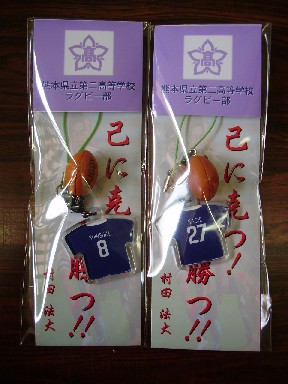 高
熊本県立第二高等学校
ラグビー部
己に克つ!
勝つ!!
村田 法大
8
高
熊本県立第二高等学校
ラグビー部
己に克つ!
勝つ!!
村田 法大
27